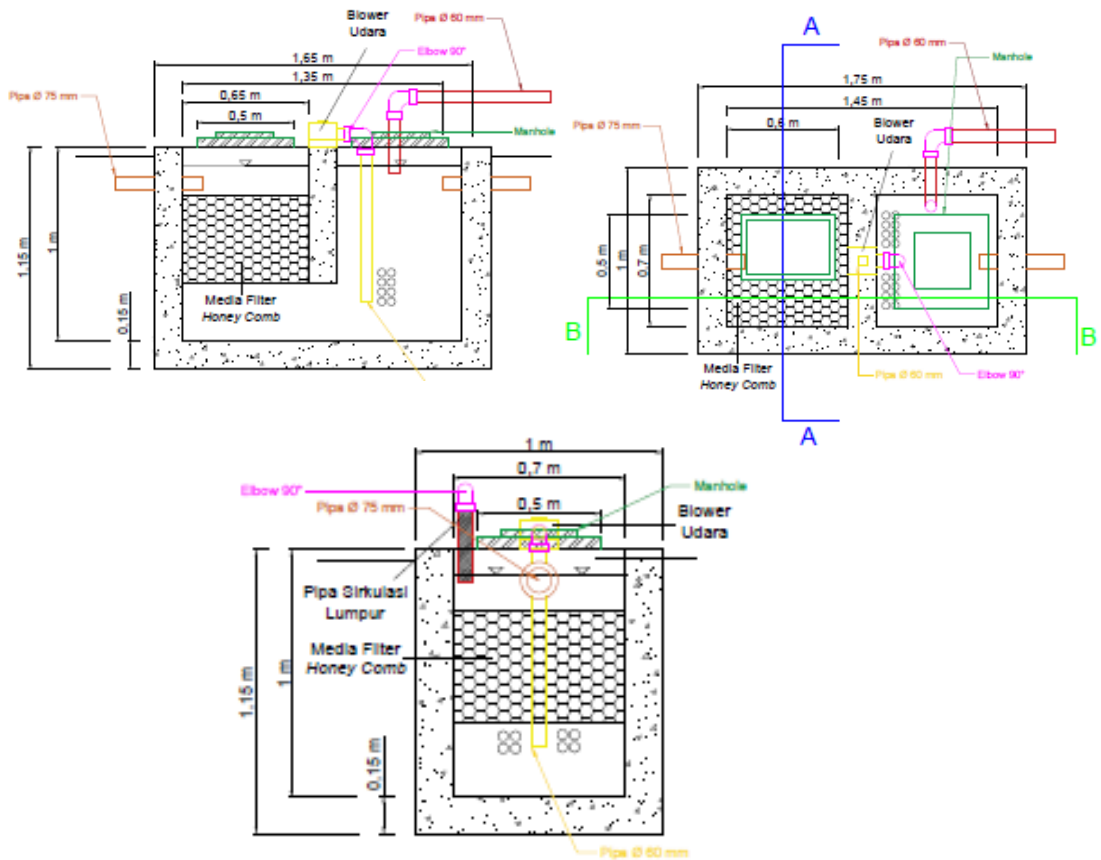 Blower
Udara
Pipa Ø 60 mm
Elbow 90°
1,65 m
1,35 m
0,65 m
0,5 m
Pipa Ø 75 mm
Manhole
1,15 m
1 m
0,15 m
Media Filter
Honey Comb
A
Pipa Ø 60 mm
Manhole
1,75 m
1,45 m
Blower
Udara
0,6 m
Pipa Ø 75 mm
0,5 m
1 m
0,7 m
B
B
Media Filter
Honey Comb
Pipa Ø 60 mm
Elbow 90°
A
1 m
0,7 m
Elbow 90°
Manhole
Pipa Ø 75 mm
0,5 m
Blower
Udara
Pipa Sirkulasi
Lumpur
Media Filter
Honey Comb
1,15 m
1 m
0,15 m
Pipa Ø 60 mm